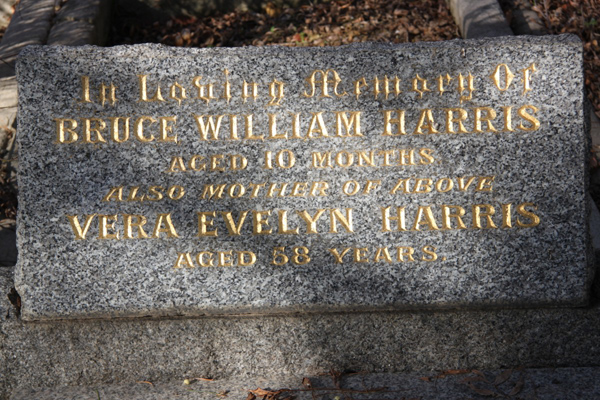 In Loving Memory Of
BRUCE WILLIAM HARRIS
AGED 10 MONTHS.
ALSO MOTHER OF ABOVE
VERA EVELYN HARRIS
AGED 58 YEARS.